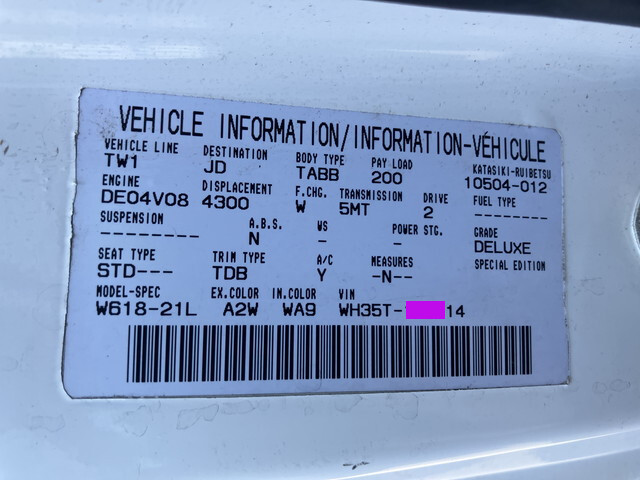 VEHICLE INFORMATION/INFORMATION-VÉHICULE
VEHICLE LINE DESTINATION BODY TYPE PAY LOAD KATASIKI-RUIBETSU
TW1 JD TABB 200 10504-012
ENGINE DISPLACEMENT F.CHG. TRANSMISSION DRIVE FUEL TYPE
DE04V08 4300 W 5MT 2 --------
SUSPENSION A.B.S. WS POWER STG. GRADE
--------- N - - DELUXE
SEAT TYPE TRIM TYPE A/C MEASURES SPECIAL EDITION
STD--- TDB Y -N--
MODEL-SPEC EX.COLOR IN.COLOR VIN
W618-21L A2W WA9 WH35T- 14